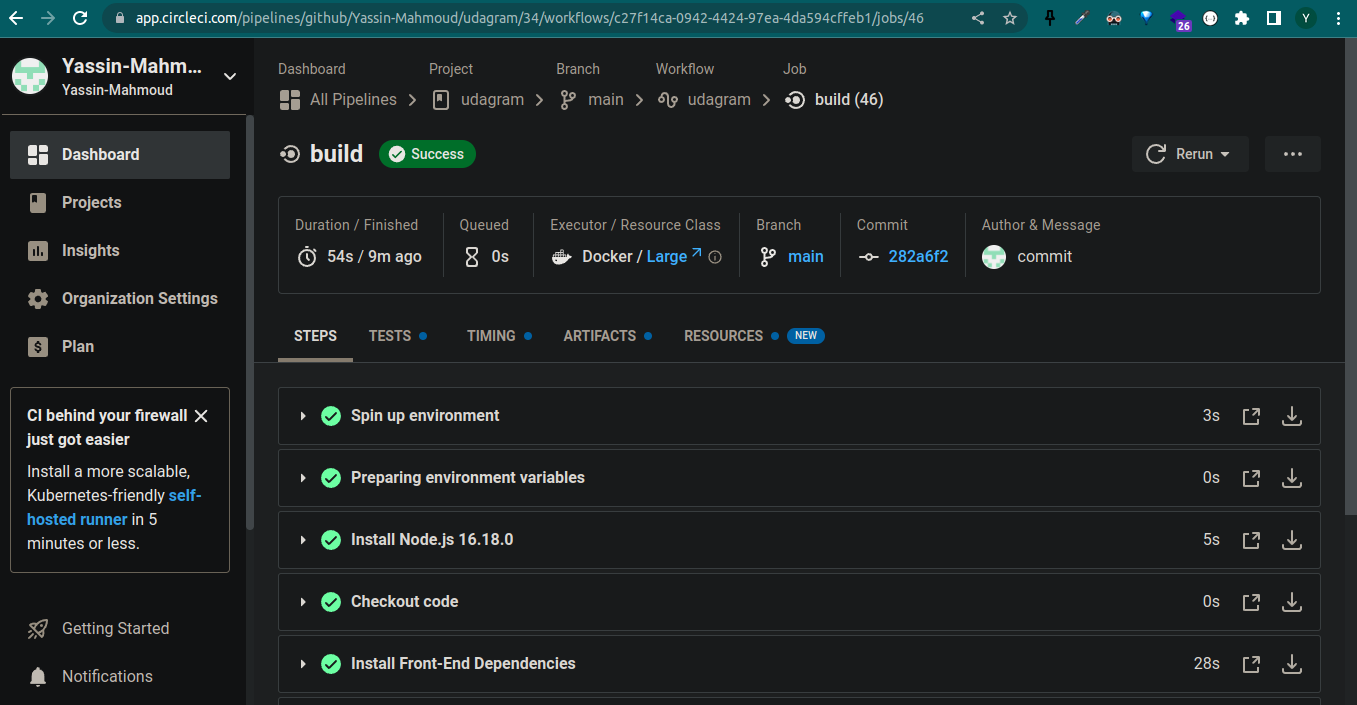 app.circleci.com/pipelines/github/Yassin-Mahmoud/udagram/34/workflows/c27f14ca-0942-4424-97ea-4da594cffeb1/jobs/46
26
Y
Yassin-Mahm...
Yassin-Mahmoud
Dashboard
Projects
Insights
Organization Settings
$ Plan
CI behind your firewall
just got easier
Install a more scalable,
Kubernetes-friendly self-
hosted runner in 5
minutes or less.
Getting Started
Notifications
Dashboard Project Branch Workflow Job
All Pipelines udagram main udagram build (46)
build Success Rerun
Duration / Finished Queued Executor / Resource Class Branch Commit Author & Message
54s / 9m ago 0s Docker / Large main 282a6f2 commit
STEPS TESTS TIMING ARTIFACTS RESOURCES NEW
Spin up environment 3s
Preparing environment variables 0s
Install Node.js 16.18.0 5s
Checkout code 0s
Install Front-End Dependencies 28s